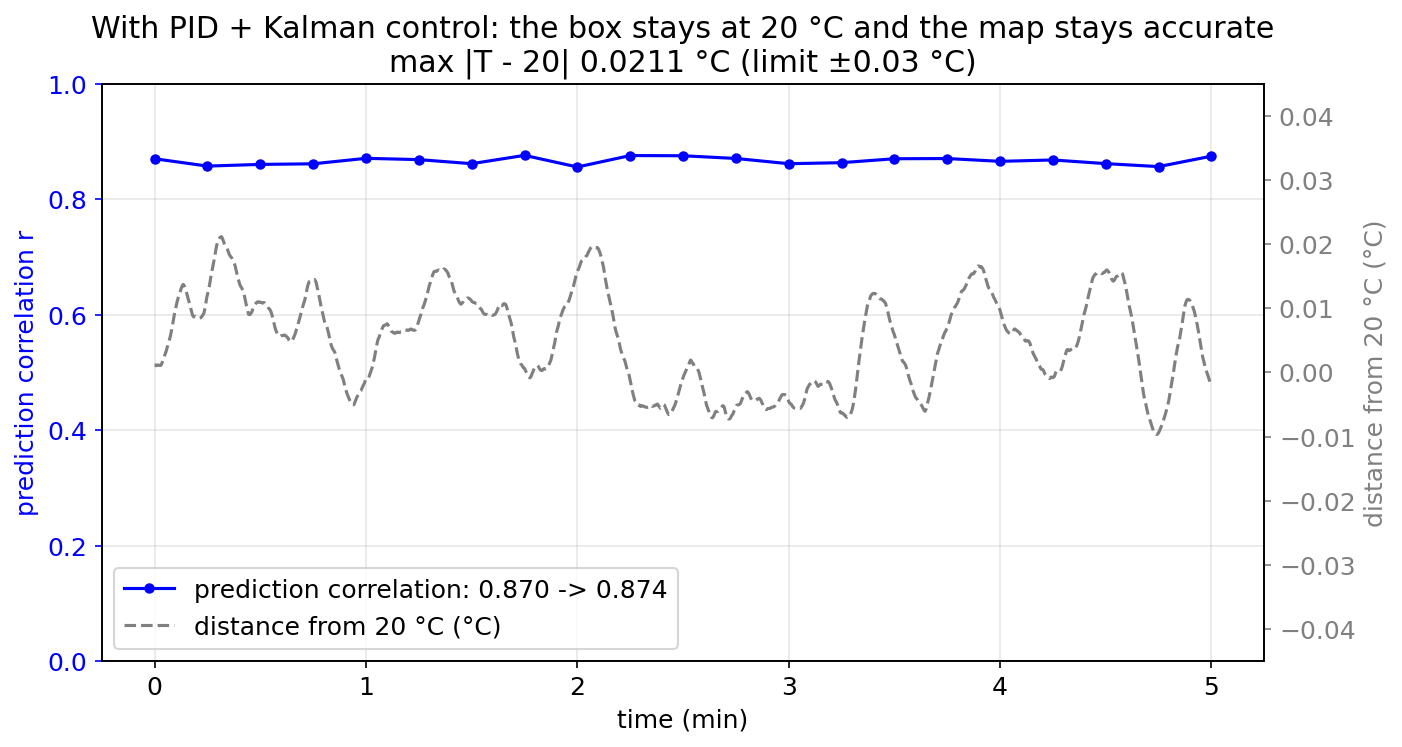 With PID + Kalman control: the box stays at 20 °C and the map stays accurate
max |T - 20| 0.0211 °C (limit ±0.03 °C)
prediction correlation r
1.0
0.8
0.6
0.4
0.2
0.0
0.04
0.03
0.02
0.01
0.00
−0.01
−0.02
−0.03
−0.04
distance from 20 °C (°C)
prediction correlation: 0.870 -> 0.874
distance from 20 °C (°C)
0 1 2 3 4 5
time (min)